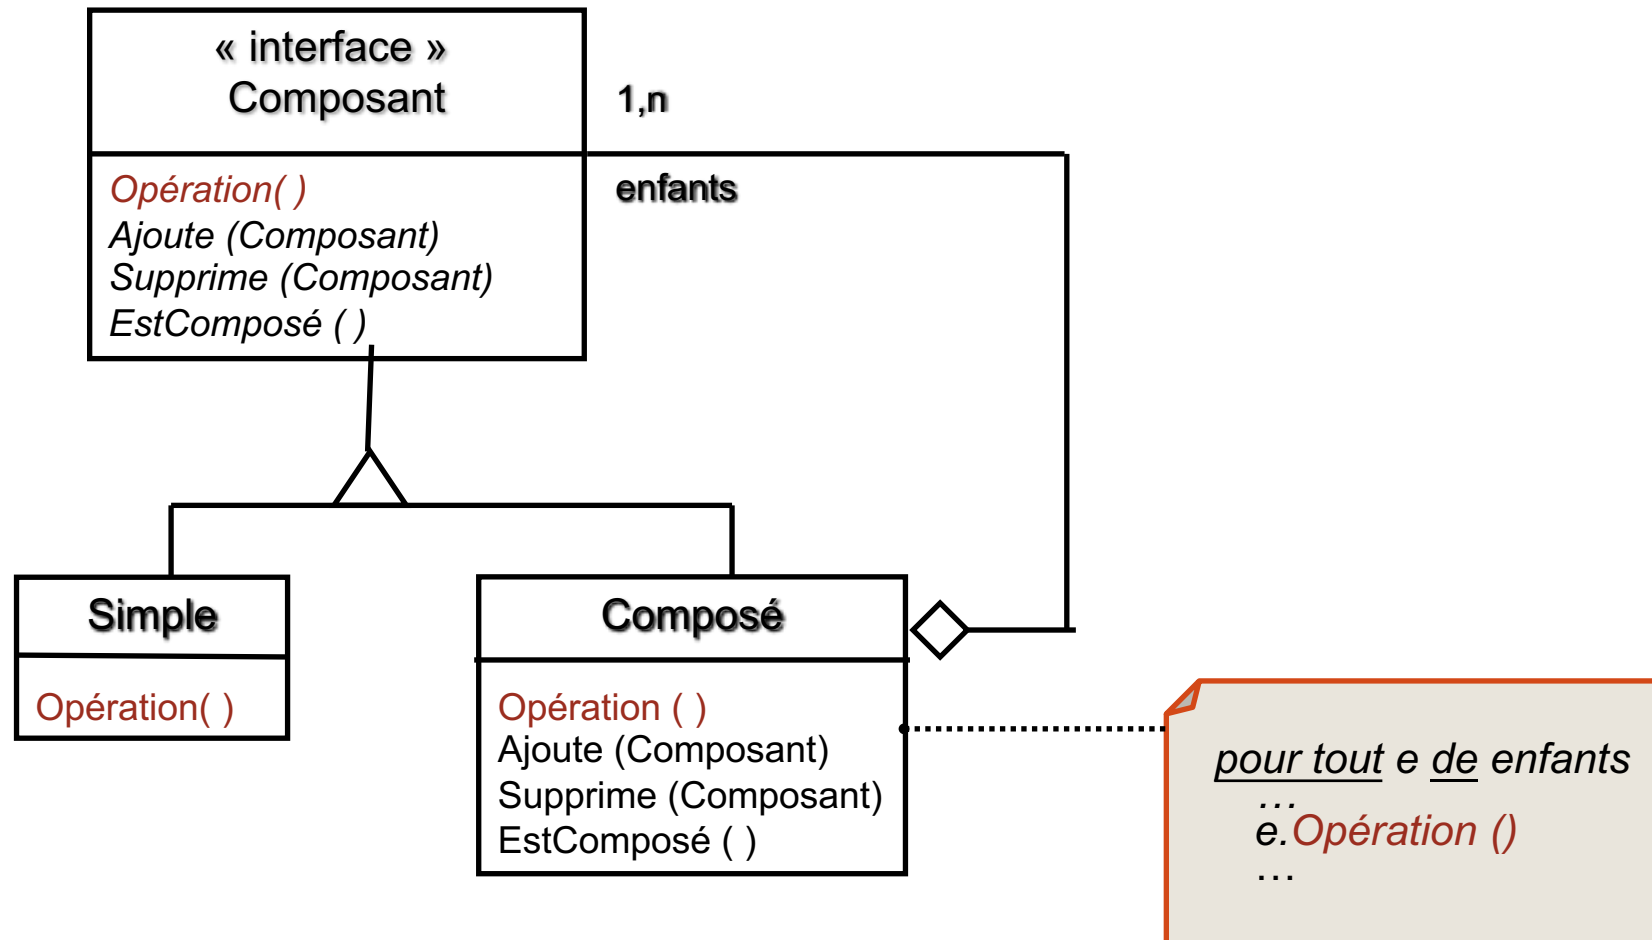 « interface »
Composant
1,n
enfants
Opération( )
Ajoute (Composant)
Supprime (Composant)
EstComposé ( )
Simple
Opération( )
Composé
Opération ( )
Ajoute (Composant)
Supprime (Composant)
EstComposé ( )
pour tout e de enfants
…
e.Opération ()
…